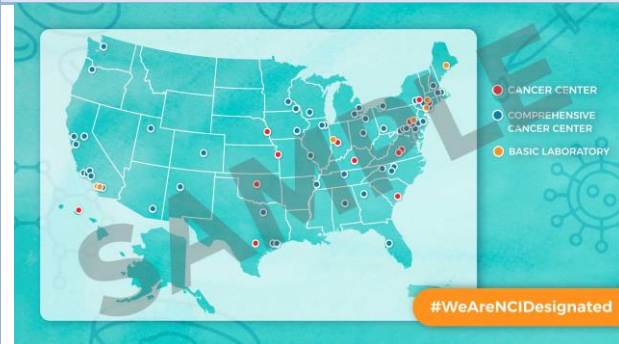 SAMPLE
CANCER CENTER
COMPREHENSIVE
CANCER CENTER
BASIC LABORATORY
#WeAreNCIDesignated